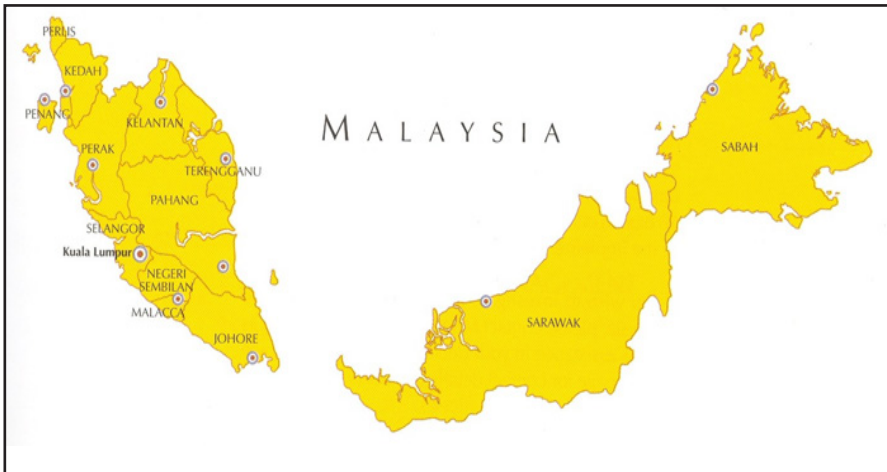 PERLIS
KEDAH
PENANG
KELANTAN
PERAK
TERENGGANU
PAHANG
SELANGOR
Kuala Lumpur
NEGERI
SEMBILAN
MALACCA
JOHORE
MALAYSIA
SABAH
SARAWAK